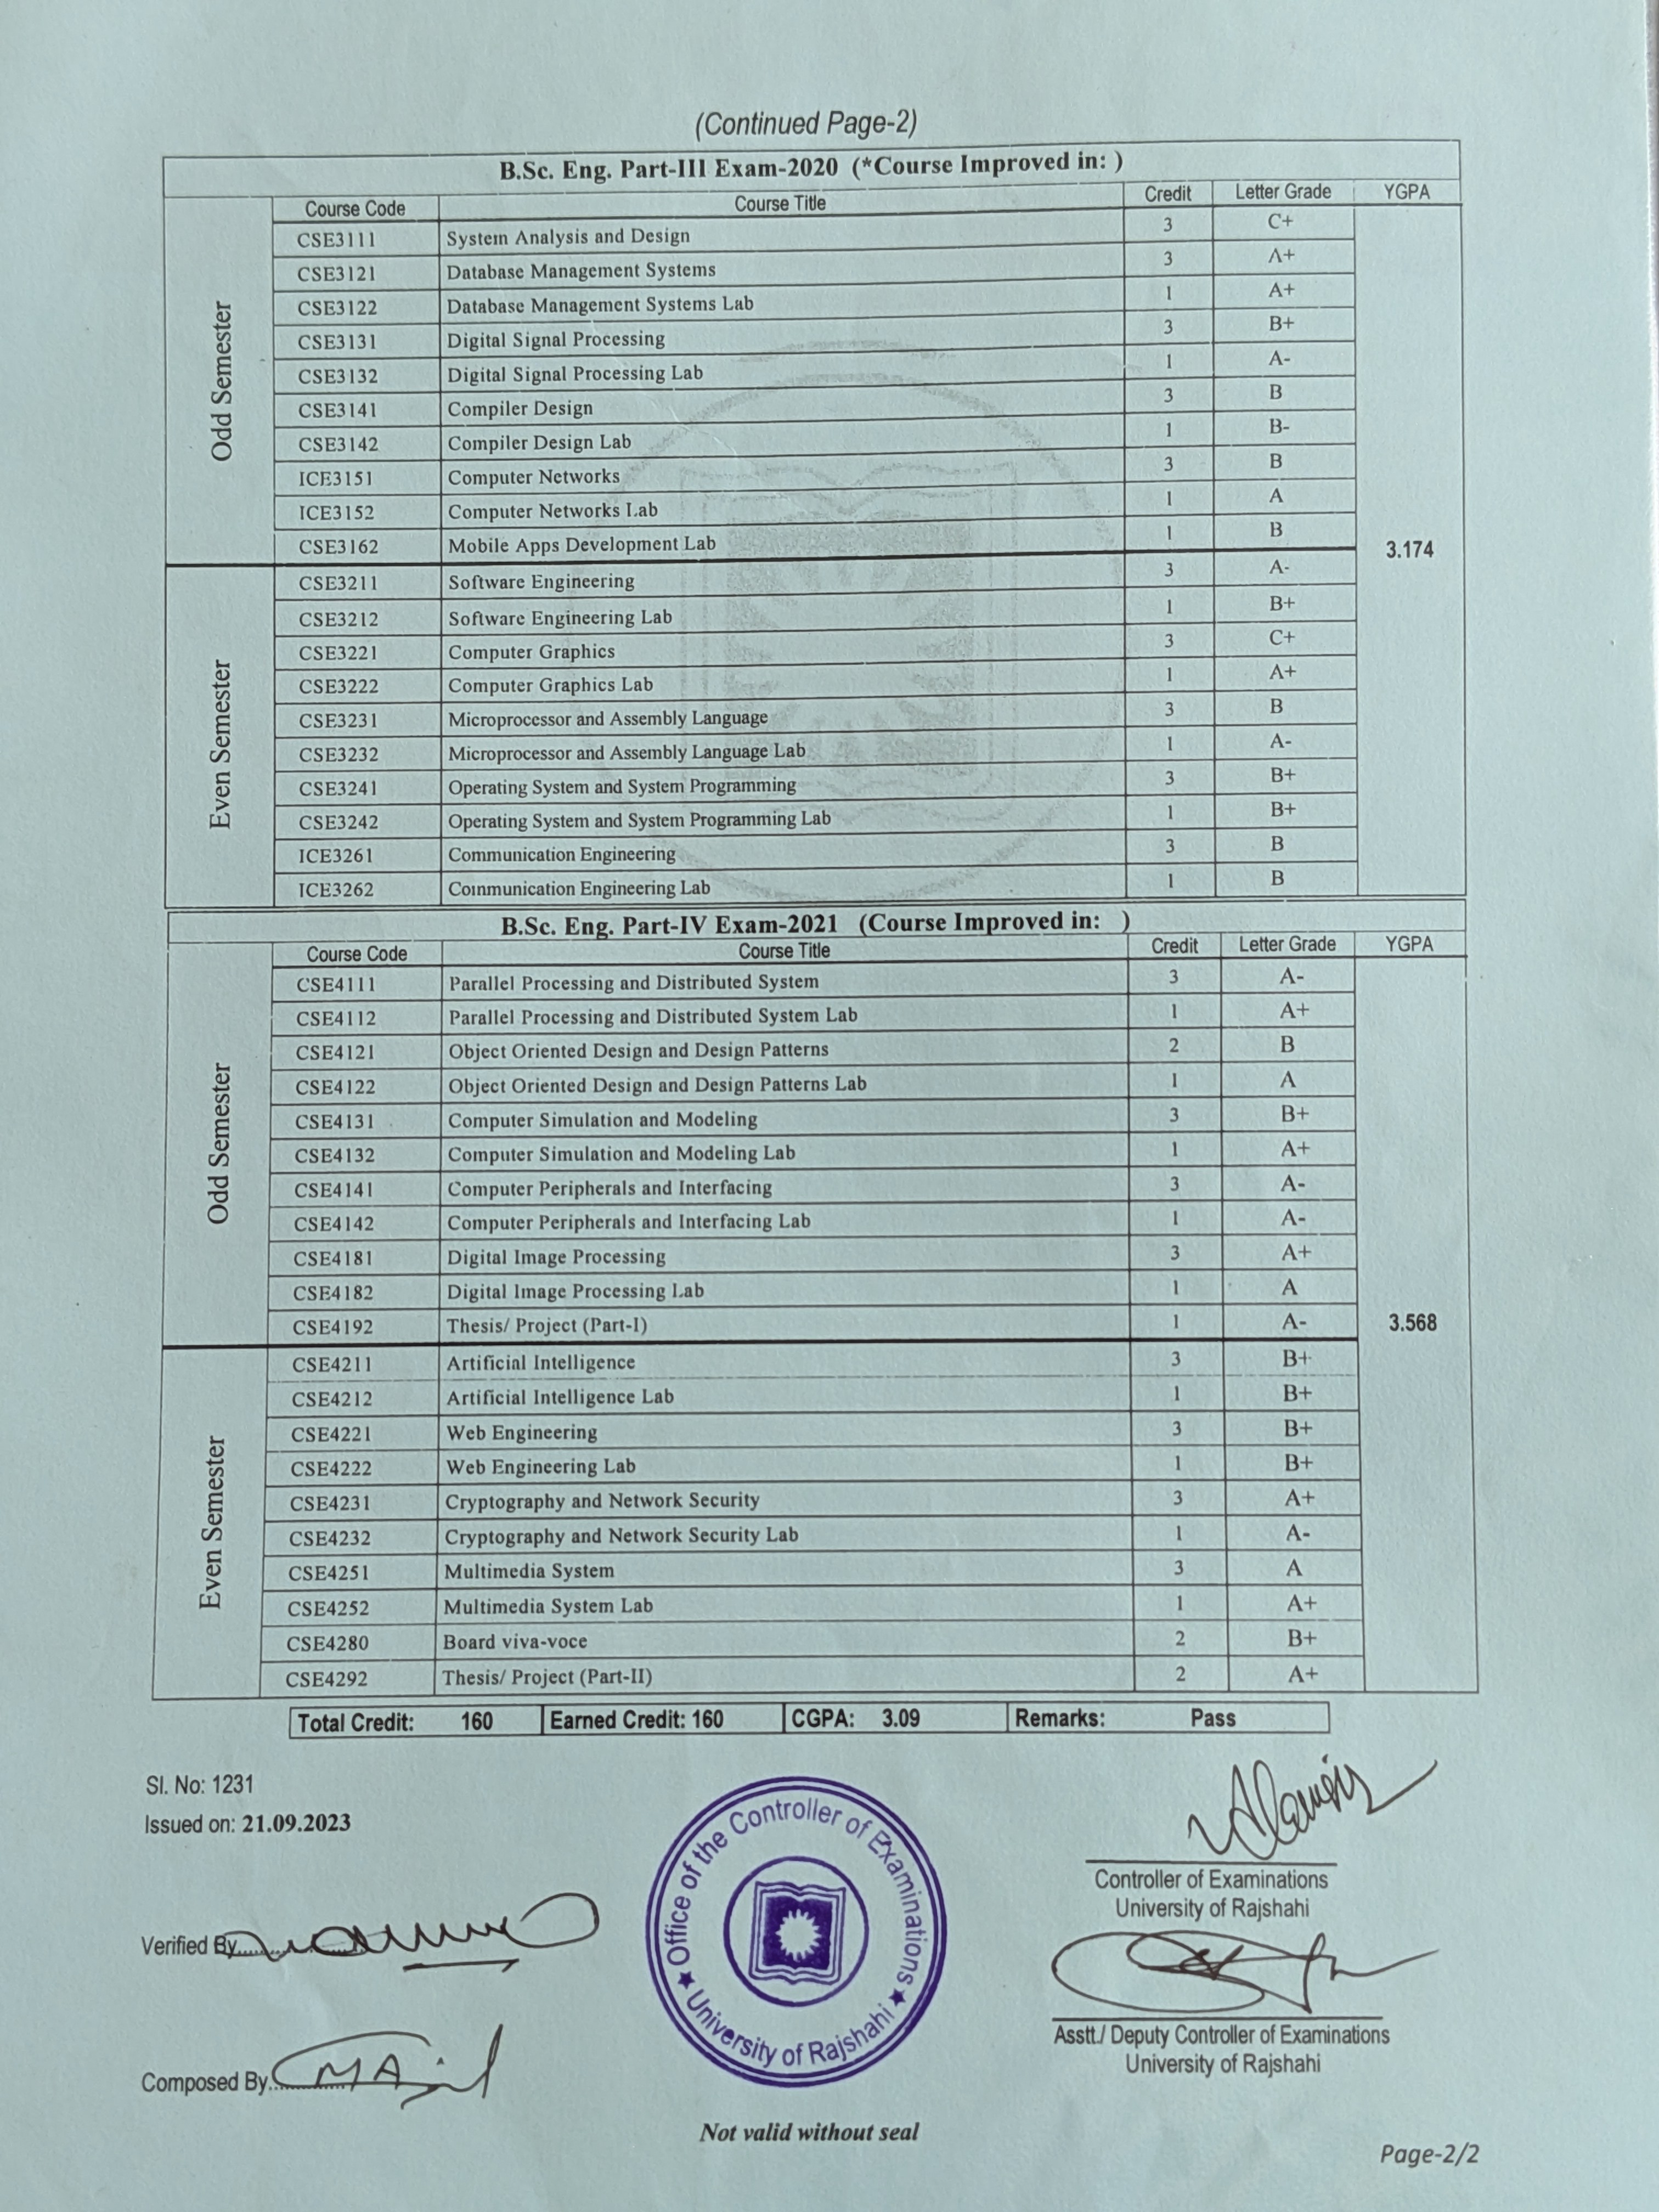 (Continued Page-2)
B.Sc. Eng. Part-III Exam-2020 (*Course Improved in: )
Course Code Course Title Credit Letter Grade YGPA
Odd Semester
CSE3111 System Analysis and Design 3 C+
CSE3121 Database Management Systems 3 A+
CSE3122 Database Management Systems Lab 1 A+
CSE3131 Digital Signal Processing 3 B+
CSE3132 Digital Signal Processing Lab 1 A-
CSE3141 Compiler Design 3 B
CSE3142 Compiler Design Lab 1 B-
ICE3151 Computer Networks 3 B
ICE3152 Computer Networks Lab 1 A
CSE3162 Mobile Apps Development Lab 1 B
3.174
Even Semester
CSE3211 Software Engineering 3 A-
CSE3212 Software Engineering Lab 1 B+
CSE3221 Computer Graphics 3 C+
CSE3222 Computer Graphics Lab 1 A+
CSE3231 Microprocessor and Assembly Language 3 B
CSE3232 Microprocessor and Assembly Language Lab 1 A-
CSE3241 Operating System and System Programming 3 B+
CSE3242 Operating System and System Programming Lab 1 B+
ICE3261 Communication Engineering 3 B
ICE3262 Communication Engineering Lab 1 B
B.Sc. Eng. Part-IV Exam-2021 (Course Improved in: )
Course Code Course Title Credit Letter Grade YGPA
Odd Semester
CSE4111 Parallel Processing and Distributed System 3 A-
CSE4112 Parallel Processing and Distributed System Lab 1 A+
CSE4121 Object Oriented Design and Design Patterns 2 B
CSE4122 Object Oriented Design and Design Patterns Lab 1 A
CSE4131 Computer Simulation and Modeling 3 B+
CSE4132 Computer Simulation and Modeling Lab 1 A+
CSE4141 Computer Peripherals and Interfacing 3 A-
CSE4142 Computer Peripherals and Interfacing Lab 1 A-
CSE4181 Digital Image Processing 3 A+
CSE4182 Digital Image Processing Lab 1 A
CSE4192 Thesis/ Project (Part-I) 1 A-
3.568
Even Semester
CSE4211 Artificial Intelligence 3 B+
CSE4212 Artificial Intelligence Lab 1 B+
CSE4221 Web Engineering 3 B+
CSE4222 Web Engineering Lab 1 B+
CSE4231 Cryptography and Network Security 3 A+
CSE4232 Cryptography and Network Security Lab 1 A-
CSE4251 Multimedia System 3 A
CSE4252 Multimedia System Lab 1 A+
CSE4280 Board viva-voce 2 B+
CSE4292 Thesis/ Project (Part-II) 2 A+
Total Credit: 160 Earned Credit: 160 CGPA: 3.09 Remarks: Pass
Sl. No: 1231
Issued on: 21.09.2023
Office of the Controller of Examinations
★ University of Rajshahi ★
Controller of Examinations
University of Rajshahi
Verified By
Asstt./ Deputy Controller of Examinations
University of Rajshahi
Composed By
Not valid without seal
Page-2/2